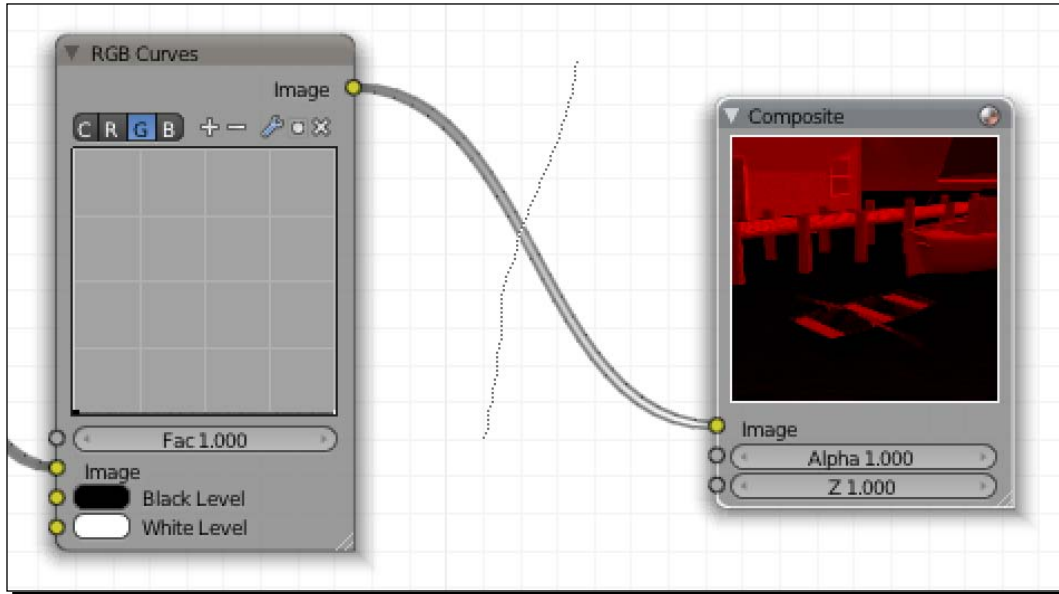 RGB Curves
Image
C R G B
Fac 1.000
Image
Black Level
White Level
Composite
Image
Alpha 1.000
Z 1.000